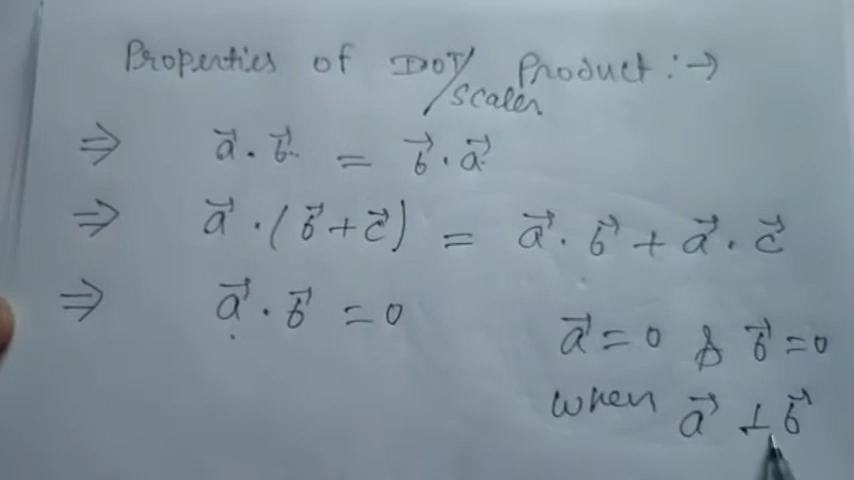 Properties of DOT/ Product :→
scaler
⇒ a⃗ . b⃗ = b⃗ . a⃗
⇒ a⃗ . (b⃗ + c⃗) = a⃗ . b⃗ + a⃗ . c⃗
⇒ a⃗ . b⃗ = 0
a⃗ = 0 & b⃗ = 0
when a⃗ ⊥ b⃗